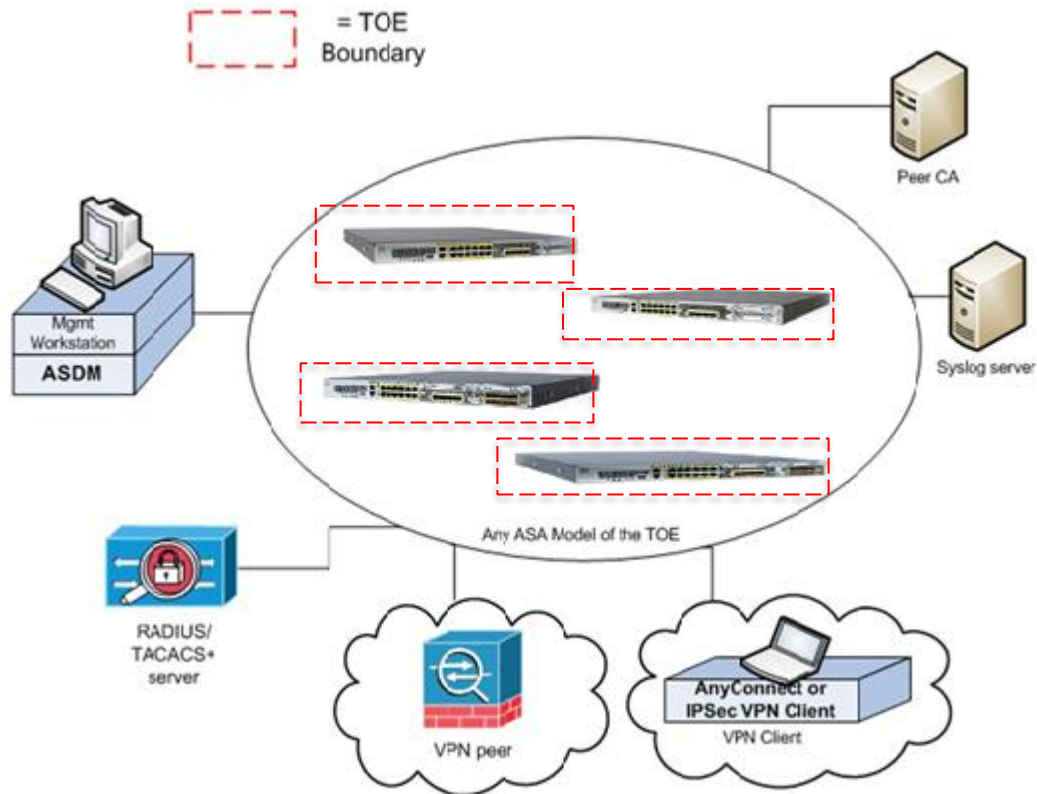 = TOE
Boundary
Peer CA
Mgmt
Workstation
ASDM
Syslog server
Any ASA Model of the TOE
RADIUS/
TACACS+
server
VPN peer
AnyConnect or
IPSec VPN Client
VPN Client